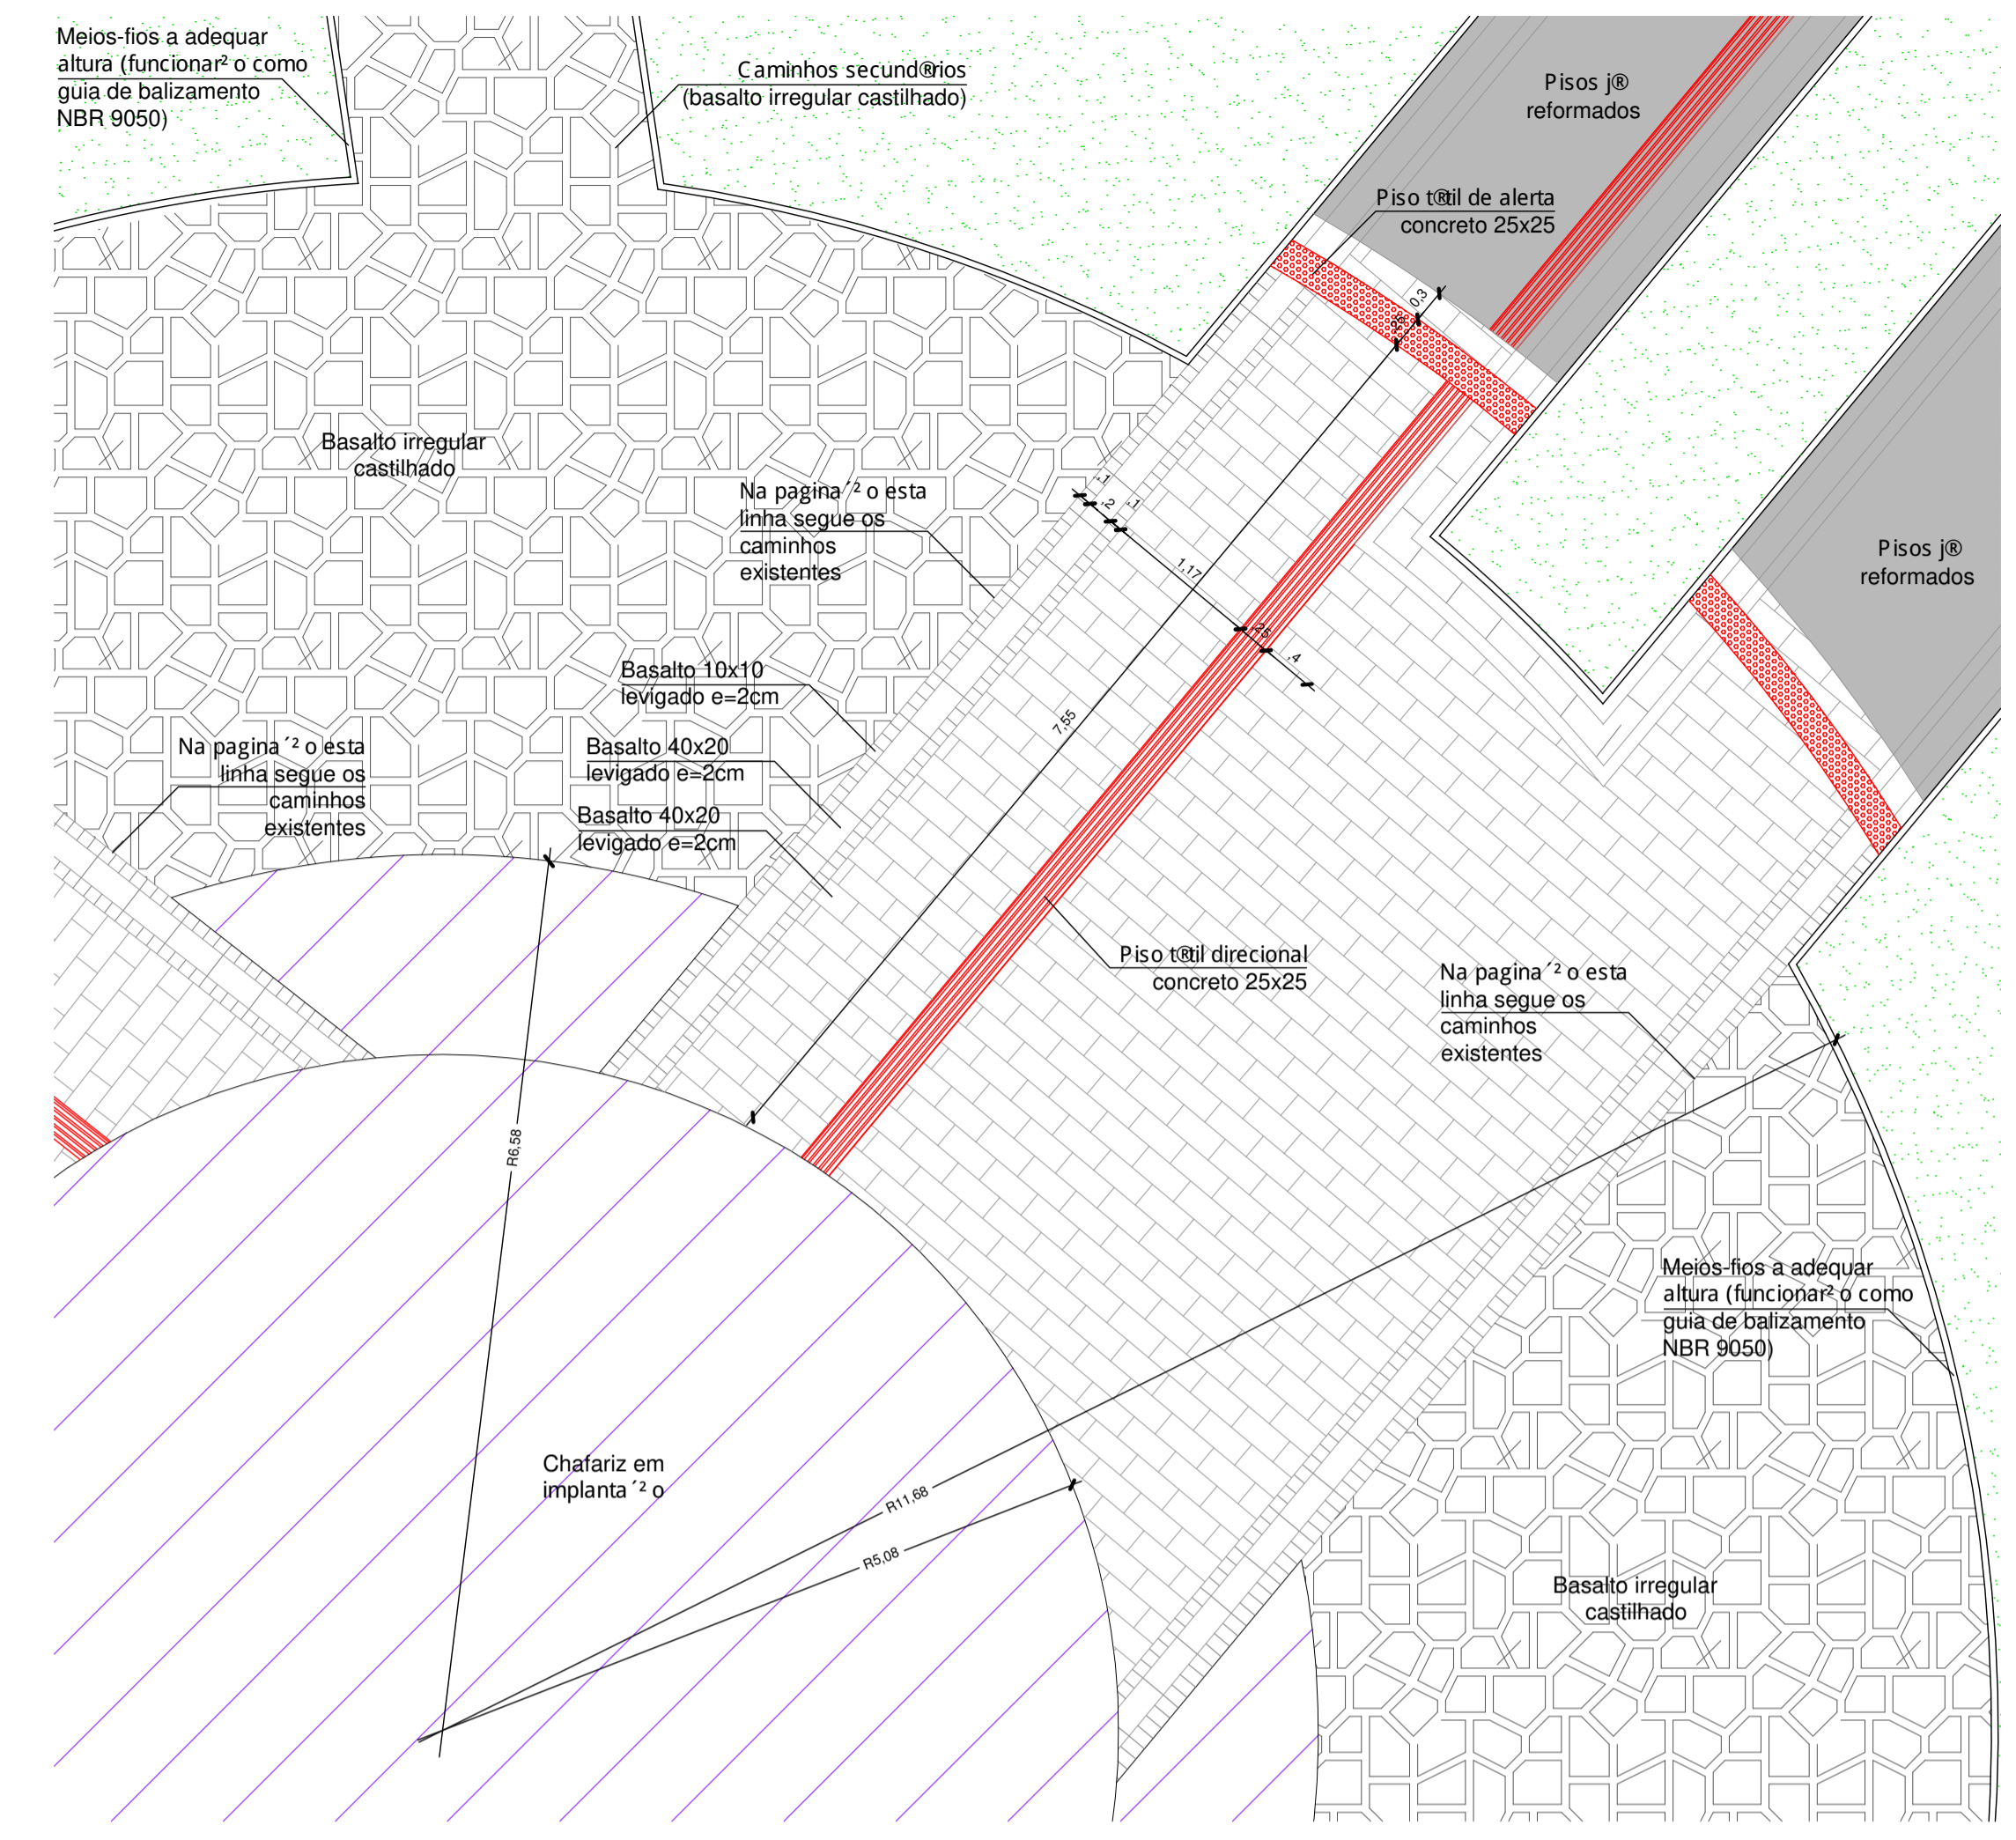 Meios-fios a adequar
altura (funcionar² o como
guia de balizamento
NBR 9050)
Caminhos secund®rios
(basalto irregular castilhado)
Pisos j®
reformados
Piso t®til de alerta
concreto 25x25
0,3
Basalto irregular
castilhado
Na pagina´² o esta
linha segue os
caminhos
existentes
,1
,2
,1
1,17
,25
,4
Pisos j®
reformados
Basalto 10x10
levigado e=2cm
7,55
Basalto 40x20
levigado e=2cm
Na pagina´² o esta
linha segue os
caminhos
existentes
Basalto 40x20
levigado e=2cm
Piso t®til direcional
concreto 25x25
Na pagina´² o esta
linha segue os
caminhos
existentes
R6,58
Meios-fios a adequar
altura (funcionar² o como
guia de balizamento
NBR 9050)
Chafariz em
implanta´² o
R11,68
R5,08
Basalto irregular
castilhado